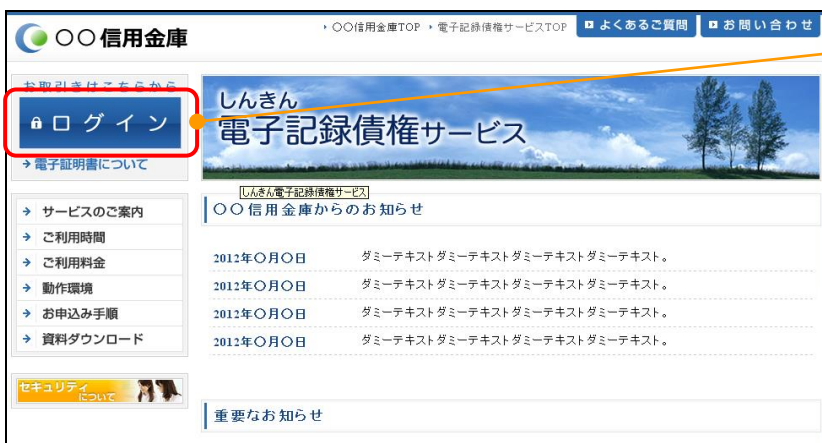 〇〇信用金庫
〇〇信用金庫TOP
電子記録債権サービスTOP
よくあるご質問
お問い合わせ
お取引きはこちらから
ログイン
電子証明書について
しんきん
電子記録債権サービス
しんきん電子記録債権サービス
サービスのご案内
ご利用時間
ご利用料金
動作環境
お申込み手順
資料ダウンロード
セキュリティ
について
〇〇信用金庫からのお知らせ
2012年〇月〇日 ダミーテキストダミーテキストダミーテキストダミーテキスト。
2012年〇月〇日 ダミーテキストダミーテキストダミーテキストダミーテキスト。
2012年〇月〇日 ダミーテキストダミーテキストダミーテキストダミーテキスト。
2012年〇月〇日 ダミーテキストダミーテキストダミーテキストダミーテキスト。
重要なお知らせ